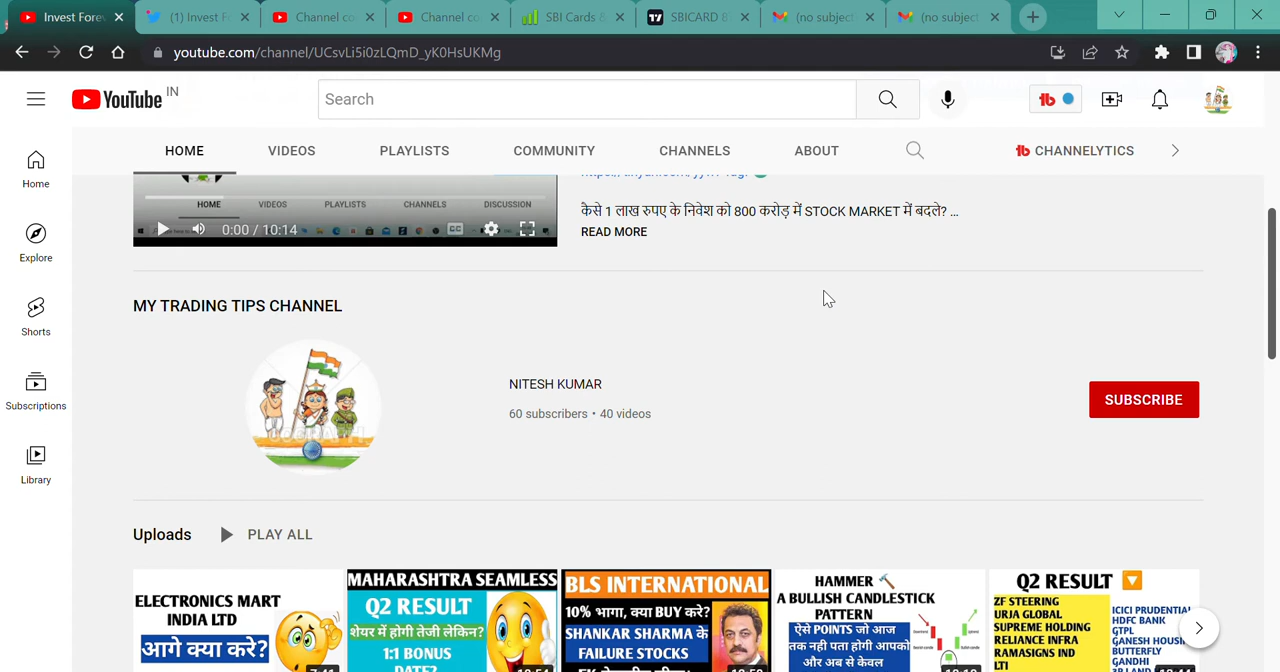 Invest Fore
(1) Invest F
Channel co
Channel co
SBI Cards &
SBICARD 8
(no subject
(no subject
youtube.com/channel/UCsvLi5i0zLQmD_yK0HsUKMg
YouTube IN
Search
HOME VIDEOS PLAYLISTS COMMUNITY CHANNELS ABOUT CHANNELYTICS
Home
Explore
Shorts
Subscriptions
Library
HOME VIDEOS PLAYLISTS CHANNELS DISCUSSION
0:00 / 10:14
CC
कैसे 1 लाख रुपए के निवेश को 800 करोड़ में STOCK MARKET में बदले? ...
READ MORE
MY TRADING TIPS CHANNEL
NITESH KUMAR
60 subscribers • 40 videos
SUBSCRIBE
Uploads PLAY ALL
ELECTRONICS MART
INDIA LTD
आगे क्या करे?
MAHARASHTRA SEAMLESS
Q2 RESULT
शेयर में होगी तेजी लेकिन?
1:1 BONUS
DATE?
BLS INTERNATIONAL
10% भागा, क्या BUY करे?
SHANKAR SHARMA के
FAILURE STOCKS
HAMMER
A BULLISH CANDLESTICK
PATTERN
ऐसे POINTS जो आज
तक नही पता होगी आपको
और अब से केवल
Q2 RESULT
ZF STEERING
URJA GLOBAL
SUPREME HOLDING
RELIANCE INFRA
RAMASIGNS IND
LTI
ICICI PRUDENTIAL
HDFC BANK
GTPL
GANESH HOUSI
BUTTERFLY